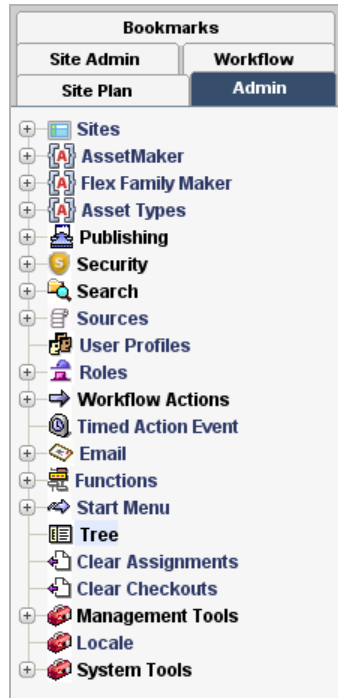 Bookmarks
Site Admin
Workflow
Site Plan
Admin
Sites
AssetMaker
Flex Family Maker
Asset Types
Publishing
Security
Search
Sources
User Profiles
Roles
Workflow Actions
Timed Action Event
Email
Functions
Start Menu
Tree
Clear Assignments
Clear Checkouts
Management Tools
Locale
System Tools